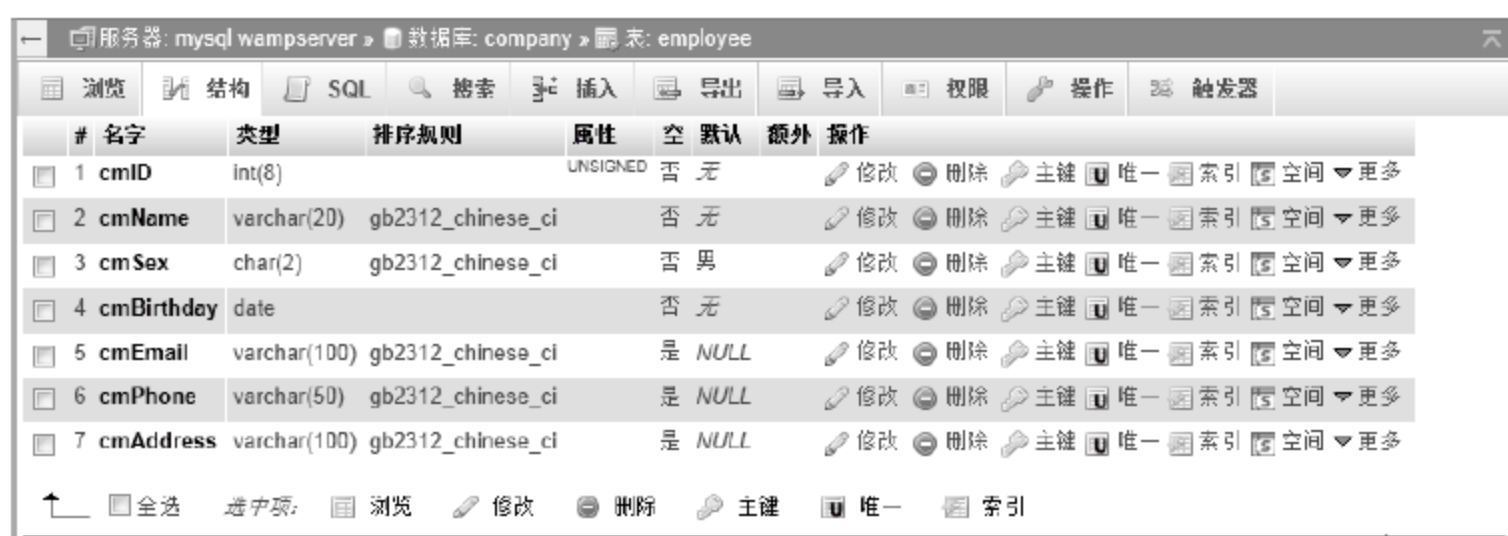 ← 服务器: mysql wampserver » 数据库: company » 表: employee
浏览 结构 SQL 搜索 插入 导出 导入 权限 操作 触发器
# 名字 类型 排序规则 属性 空 默认 额外 操作
1 cmID int(8) UNSIGNED 否 无 修改 删除 主键 唯一 索引 空间 更多
2 cmName varchar(20) gb2312_chinese_ci 否 无 修改 删除 主键 唯一 索引 空间 更多
3 cmSex char(2) gb2312_chinese_ci 否 男 修改 删除 主键 唯一 索引 空间 更多
4 cmBirthday date 否 无 修改 删除 主键 唯一 索引 空间 更多
5 cmEmail varchar(100) gb2312_chinese_ci 是 NULL 修改 删除 主键 唯一 索引 空间 更多
6 cmPhone varchar(50) gb2312_chinese_ci 是 NULL 修改 删除 主键 唯一 索引 空间 更多
7 cmAddress varchar(100) gb2312_chinese_ci 是 NULL 修改 删除 主键 唯一 索引 空间 更多
全选 选中项: 浏览 修改 删除 主键 唯一 索引